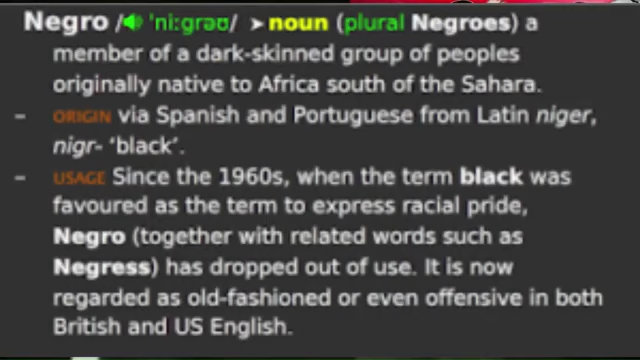 Negro /🔊 'ni:grəʊ/ ➤ noun (plural Negroes) a
member of a dark-skinned group of peoples
originally native to Africa south of the Sahara.
– ORIGIN via Spanish and Portuguese from Latin niger,
nigr- ‘black’.
– USAGE Since the 1960s, when the term black was
favoured as the term to express racial pride,
Negro (together with related words such as
Negress) has dropped out of use. It is now
regarded as old-fashioned or even offensive in both
British and US English.